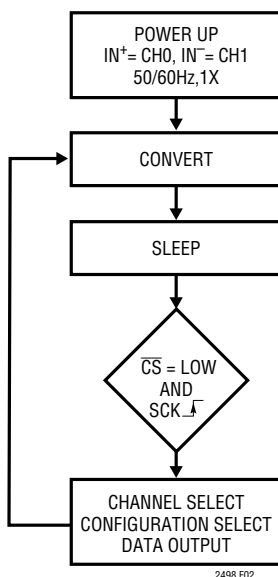 POWER UP
IN⁺= CH0, IN⁻= CH1
50/60Hz,1X
CONVERT
SLEEP
C̅S̅ = LOW
AND
SCK
CHANNEL SELECT
CONFIGURATION SELECT
DATA OUTPUT
2498 F02